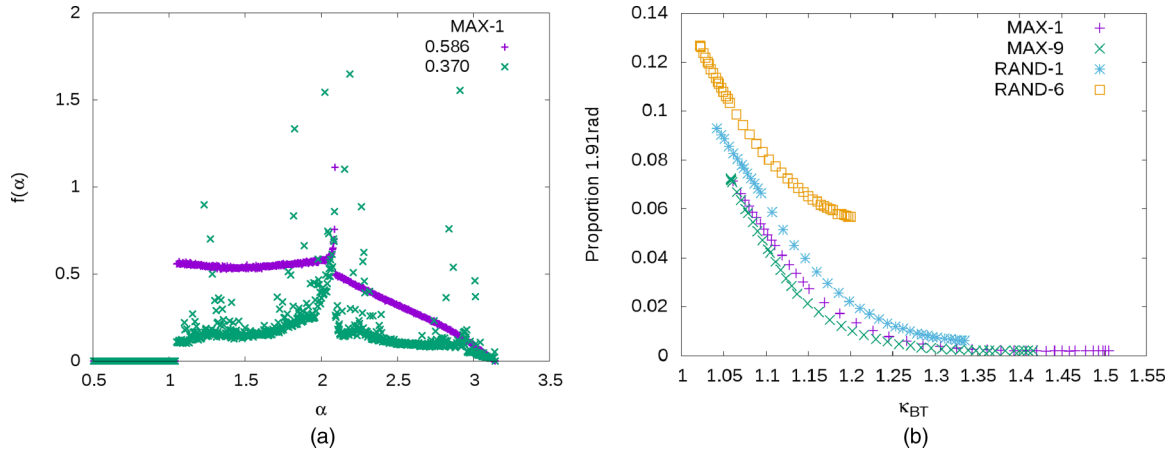 MAX-1
0.586
0.370
2
1.5
1
0.5
0
f(α)
0.5 1 1.5 2 2.5 3 3.5
α
(a)
MAX-1
MAX-9
RAND-1
RAND-6
0.14
0.12
0.1
0.08
0.06
0.04
0.02
0
Proportion 1.91rad
1 1.05 1.1 1.15 1.2 1.25 1.3 1.35 1.4 1.45 1.5 1.55
κBT
(b)